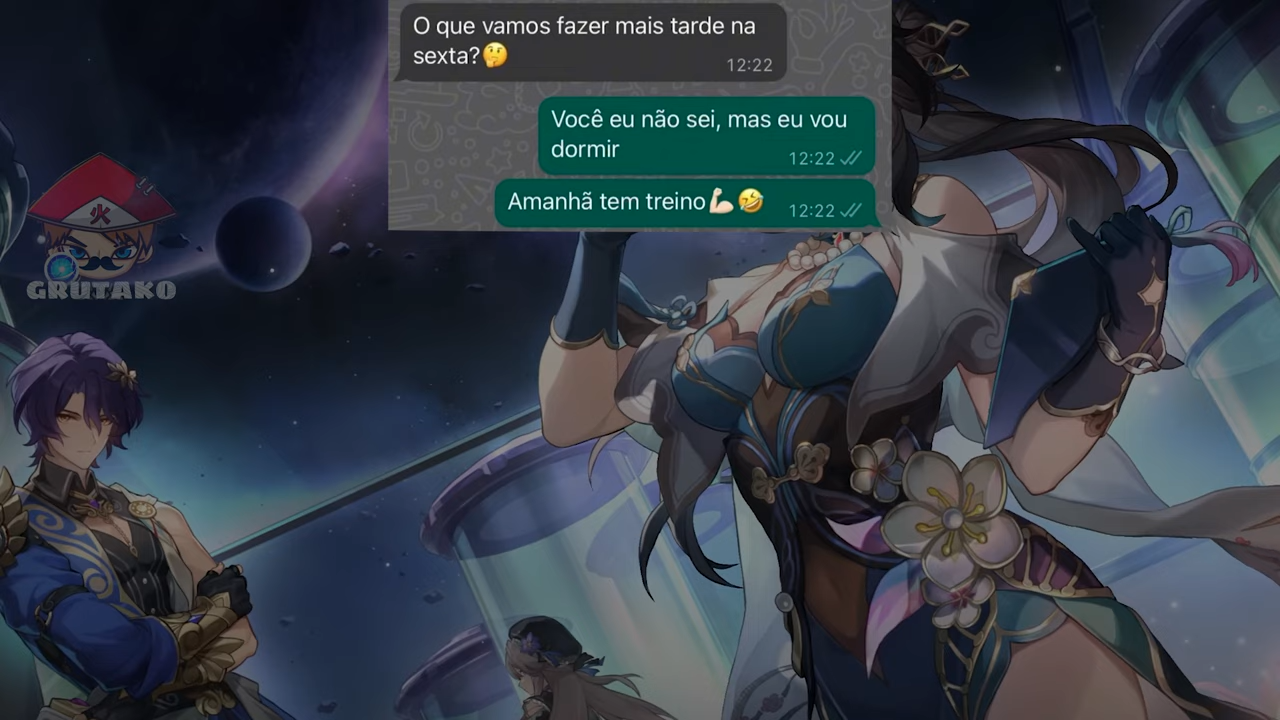 O que vamos fazer mais tarde na
sexta?🤔
12:22
Você eu não sei, mas eu vou
dormir
12:22
Amanhã tem treino💪🏻🤣
12:22
火
GRUTAKO